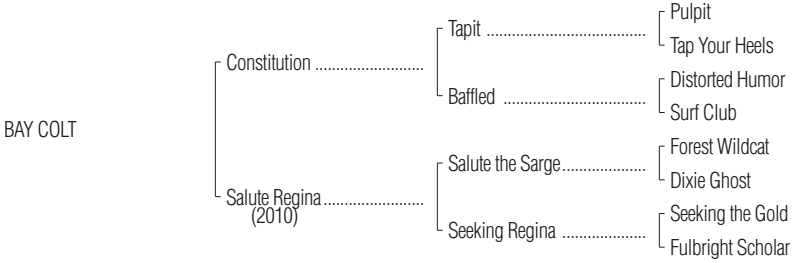 Pulpit
Tapit ......................................
Tap Your Heels
Constitution .........................
Distorted Humor
Baffled ..................................
Surf Club
BAY COLT
Forest Wildcat
Salute the Sarge....................
Dixie Ghost
Salute Regina........................
(2010)
Seeking the Gold
Seeking Regina ....................
Fulbright Scholar